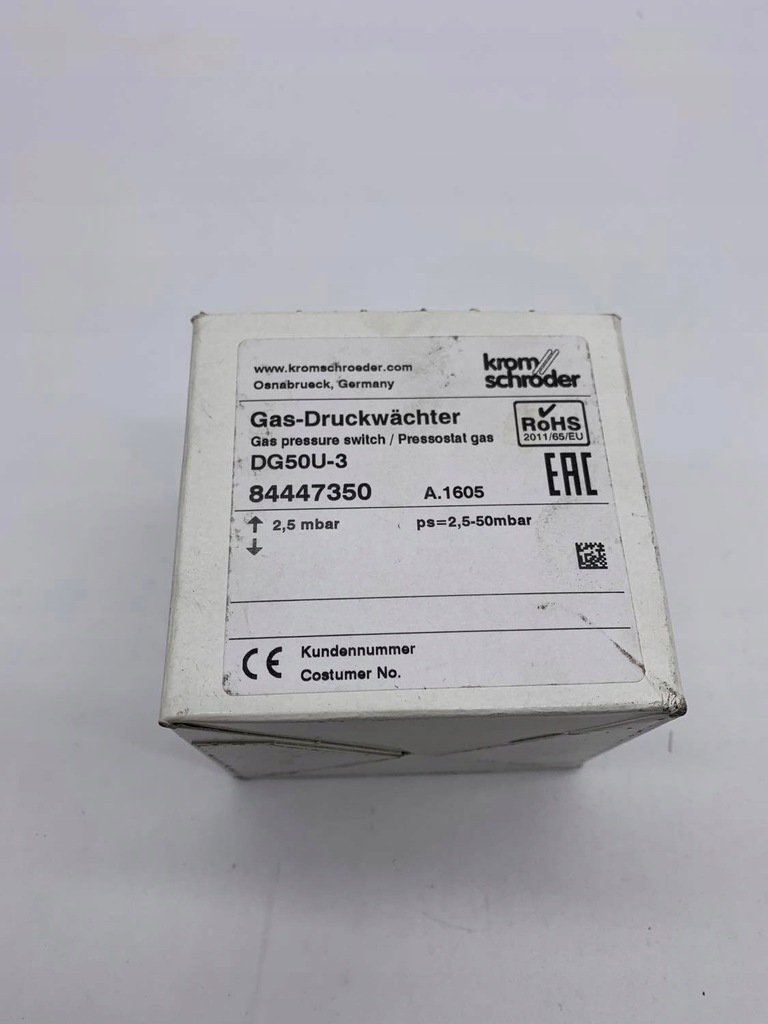 www.kromschroeder.com
Osnabrueck, Germany
krom
schröder
Gas-Druckwächter
Gas pressure switch / Pressostat gas
DG50U-3
84447350 A.1605
RoHS
2011/65/EU
EAC
2,5 mbar ps=2,5-50mbar
CE
Kundennummer
Costumer No.